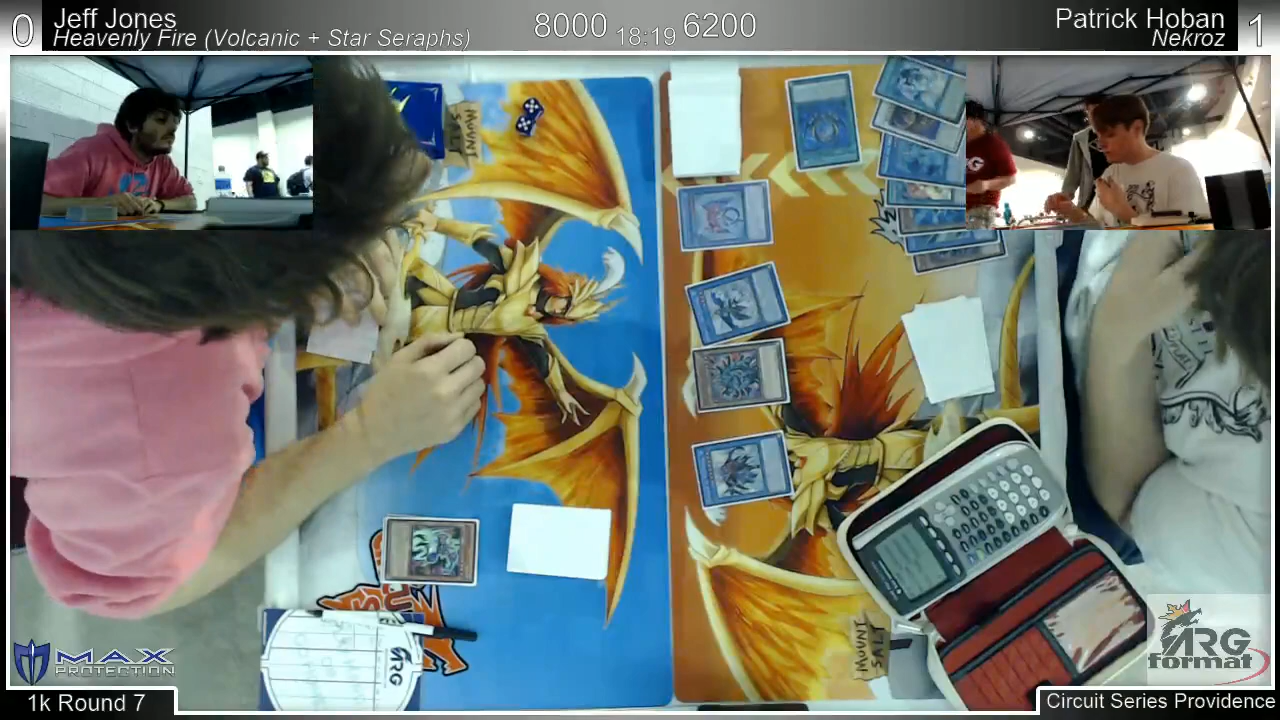 0
Jeff Jones
Heavenly Fire (Volcanic + Star Seraphs)
8000
18:19
6200
Patrick Hoban
Nekroz
1
MOUNT
SALT
MOUNT
SALT
ARG
MAX
PROTECTION
ARG
format
1k Round 7
Circuit Series Providence